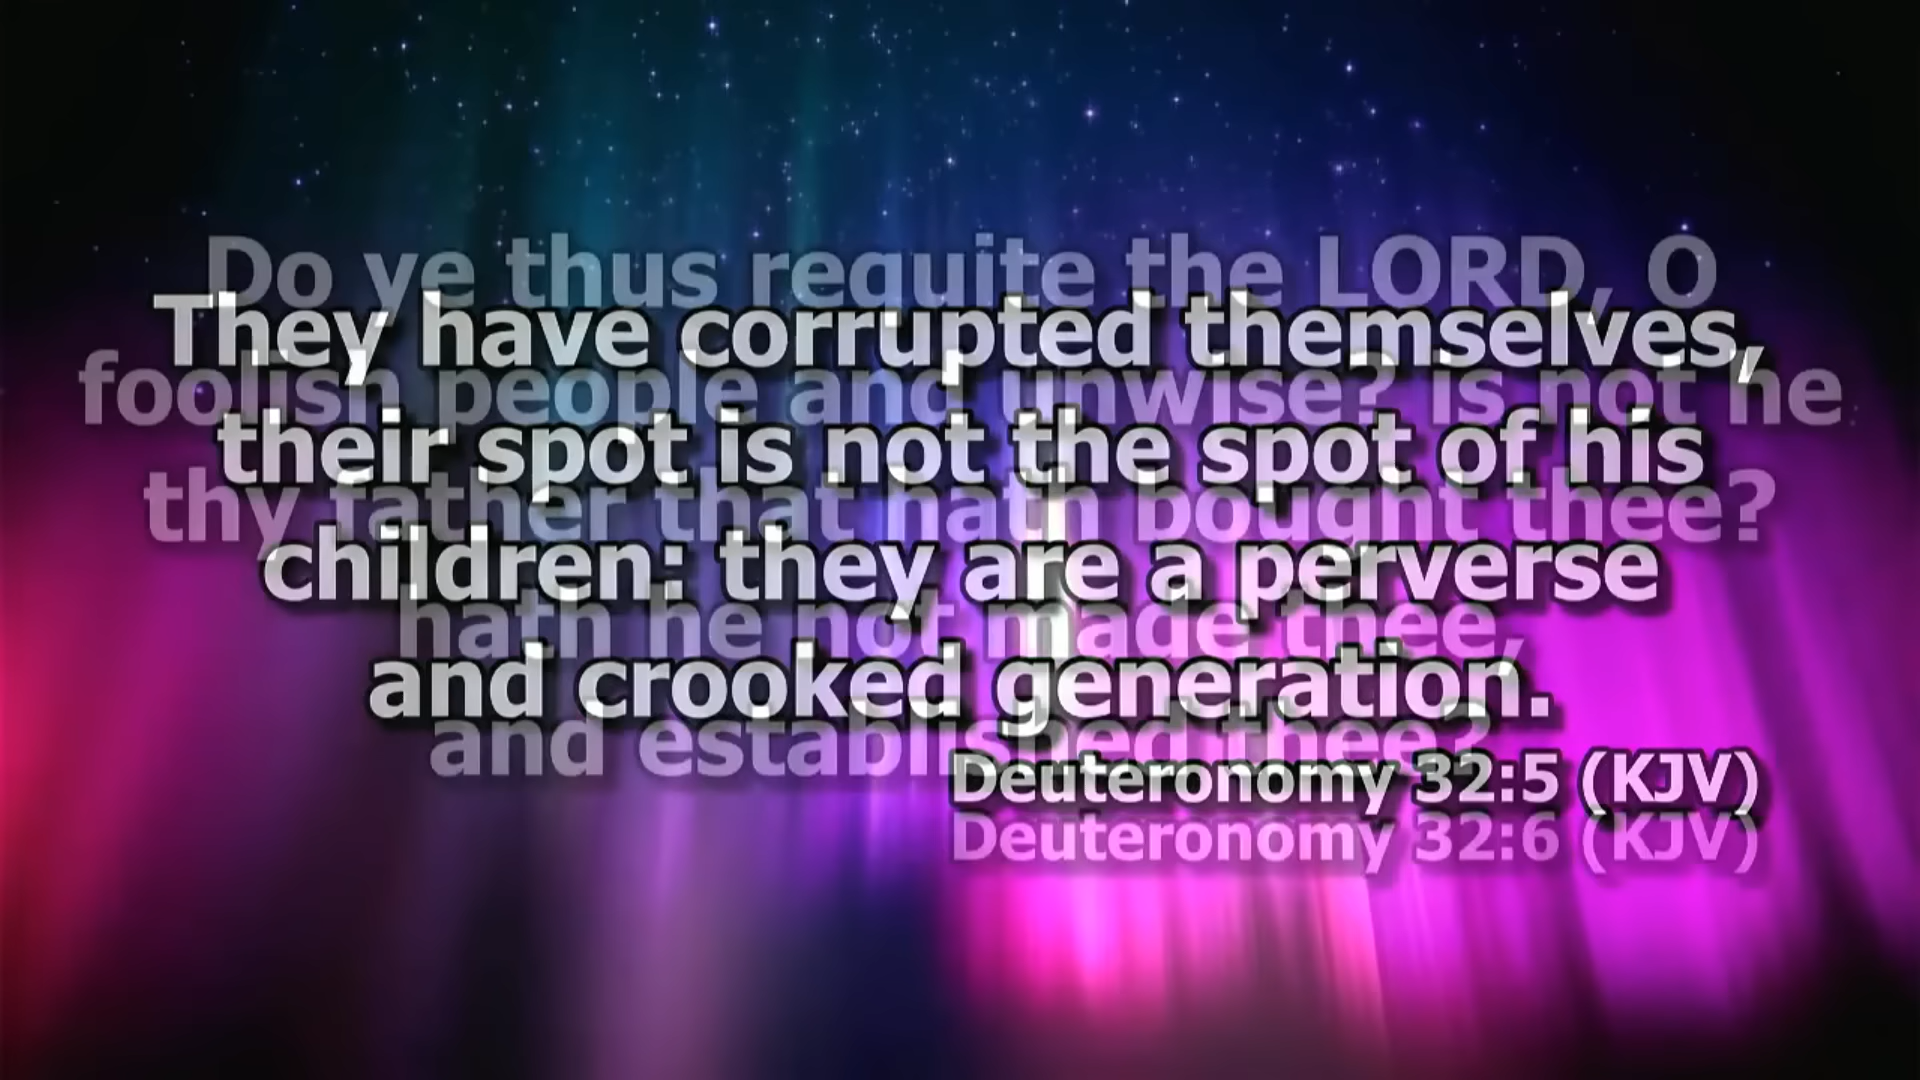 They have corrupted themselves,
their spot is not the spot of his
children: they are a perverse
and crooked generation.
Deuteronomy 32:5 (KJV)
Do ye thus requite the LORD, O
foolish people and unwise? is not he
thy father that hath bought thee?
hath he not made thee,
and established thee?
Deuteronomy 32:6 (KJV)